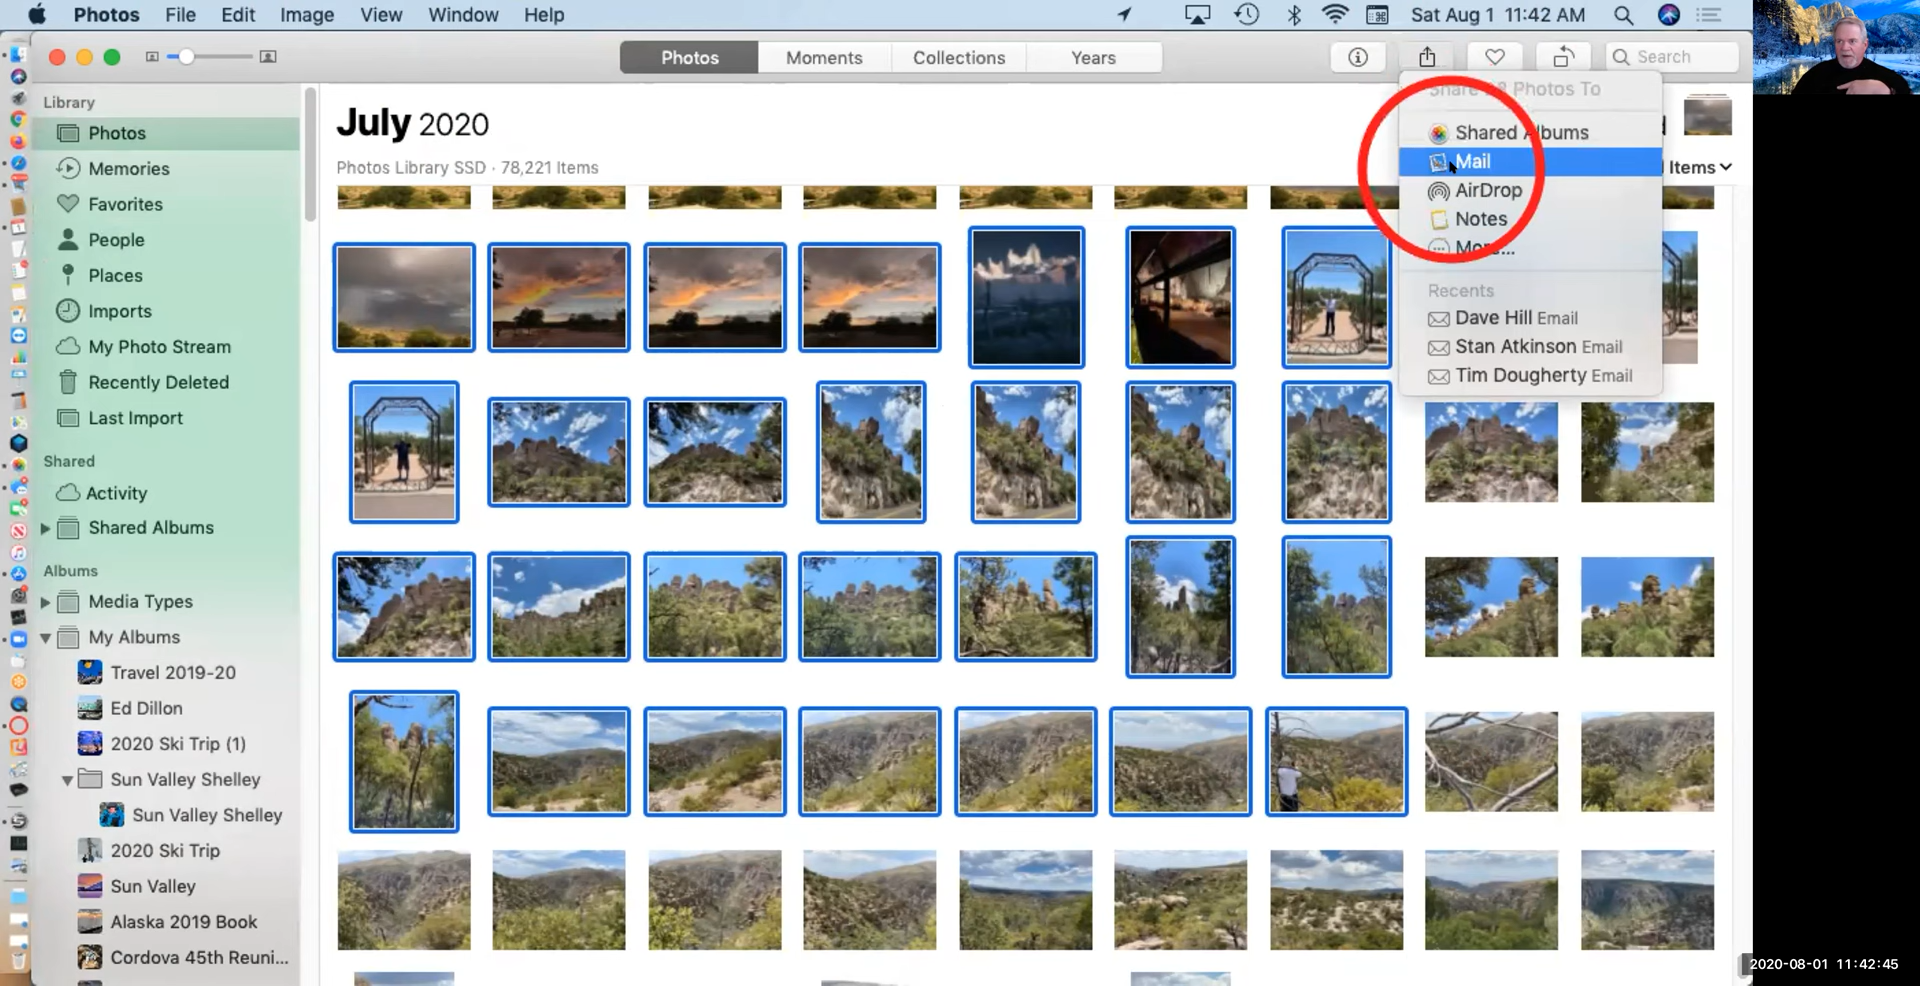 Photos File Edit Image View Window Help
Sat Aug 1 11:42 AM
Photos Moments Collections Years
Search
Library
Photos
Memories
Favorites
People
Places
Imports
My Photo Stream
Recently Deleted
Last Import
Shared
Activity
Shared Albums
Albums
Media Types
My Albums
Travel 2019-20
Ed Dillon
2020 Ski Trip (1)
Sun Valley Shelley
Sun Valley Shelley
2020 Ski Trip
Sun Valley
Alaska 2019 Book
Cordova 45th Reuni...
July 2020
Photos Library SSD · 78,221 Items
Items
Share Photos To
Shared Albums
Mail
AirDrop
Notes
More...
Recents
Dave Hill Email
Stan Atkinson Email
Tim Dougherty Email
2020-08-01 11:42:45